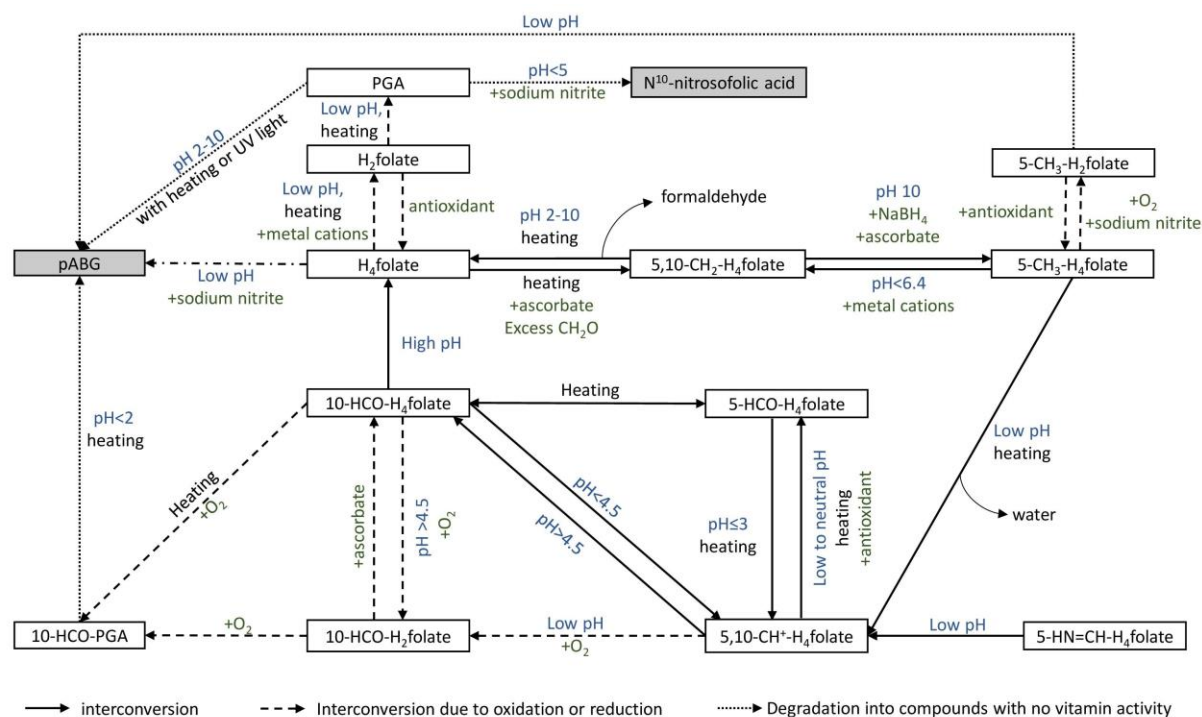 Low pH
PGA
pH<5
+sodium nitrite
N¹⁰-nitrosofolic acid
Low pH,
heating
pH 2-10
with heating or UV light
H₂folate
5-CH₃-H₂folate
Low pH,
heating
+metal cations
antioxidant
pH 2-10
heating
formaldehyde
pH 10
+NaBH₄
+ascorbate
+antioxidant
+O₂
+sodium nitrite
pABG
Low pH
+sodium nitrite
H₄folate
heating
+ascorbate
Excess CH₂O
5,10-CH₂-H₄folate
pH<6.4
+metal cations
5-CH₃-H₄folate
High pH
10-HCO-H₄folate
Heating
5-HCO-H₄folate
pH<2
heating
Heating
+O₂
+ascorbate
pH >4.5
+O₂
pH<4.5
pH>4.5
pH≤3
heating
Low to neutral pH
heating
+antioxidant
Low pH
heating
water
10-HCO-PGA
+O₂
10-HCO-H₂folate
Low pH
+O₂
5,10-CH⁺-H₄folate
Low pH
5-HN=CH-H₄folate
interconversion
Interconversion due to oxidation or reduction
Degradation into compounds with no vitamin activity